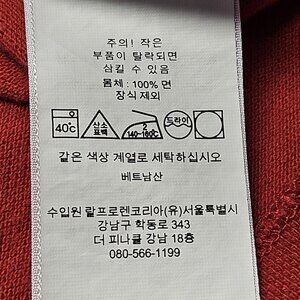 주의! 작은
부품이 탈락되면
삼킬 수 있음
몸체: 100% 면
장식 제외
40℃ 산소 표백 140-160℃ 드라이
같은 색상 계열로 세탁하십시오
베트남산
수입원 랄프로렌코리아(유)서울특별시
강남구 학동로 343
더 피나클 강남 18층
080-566-1199